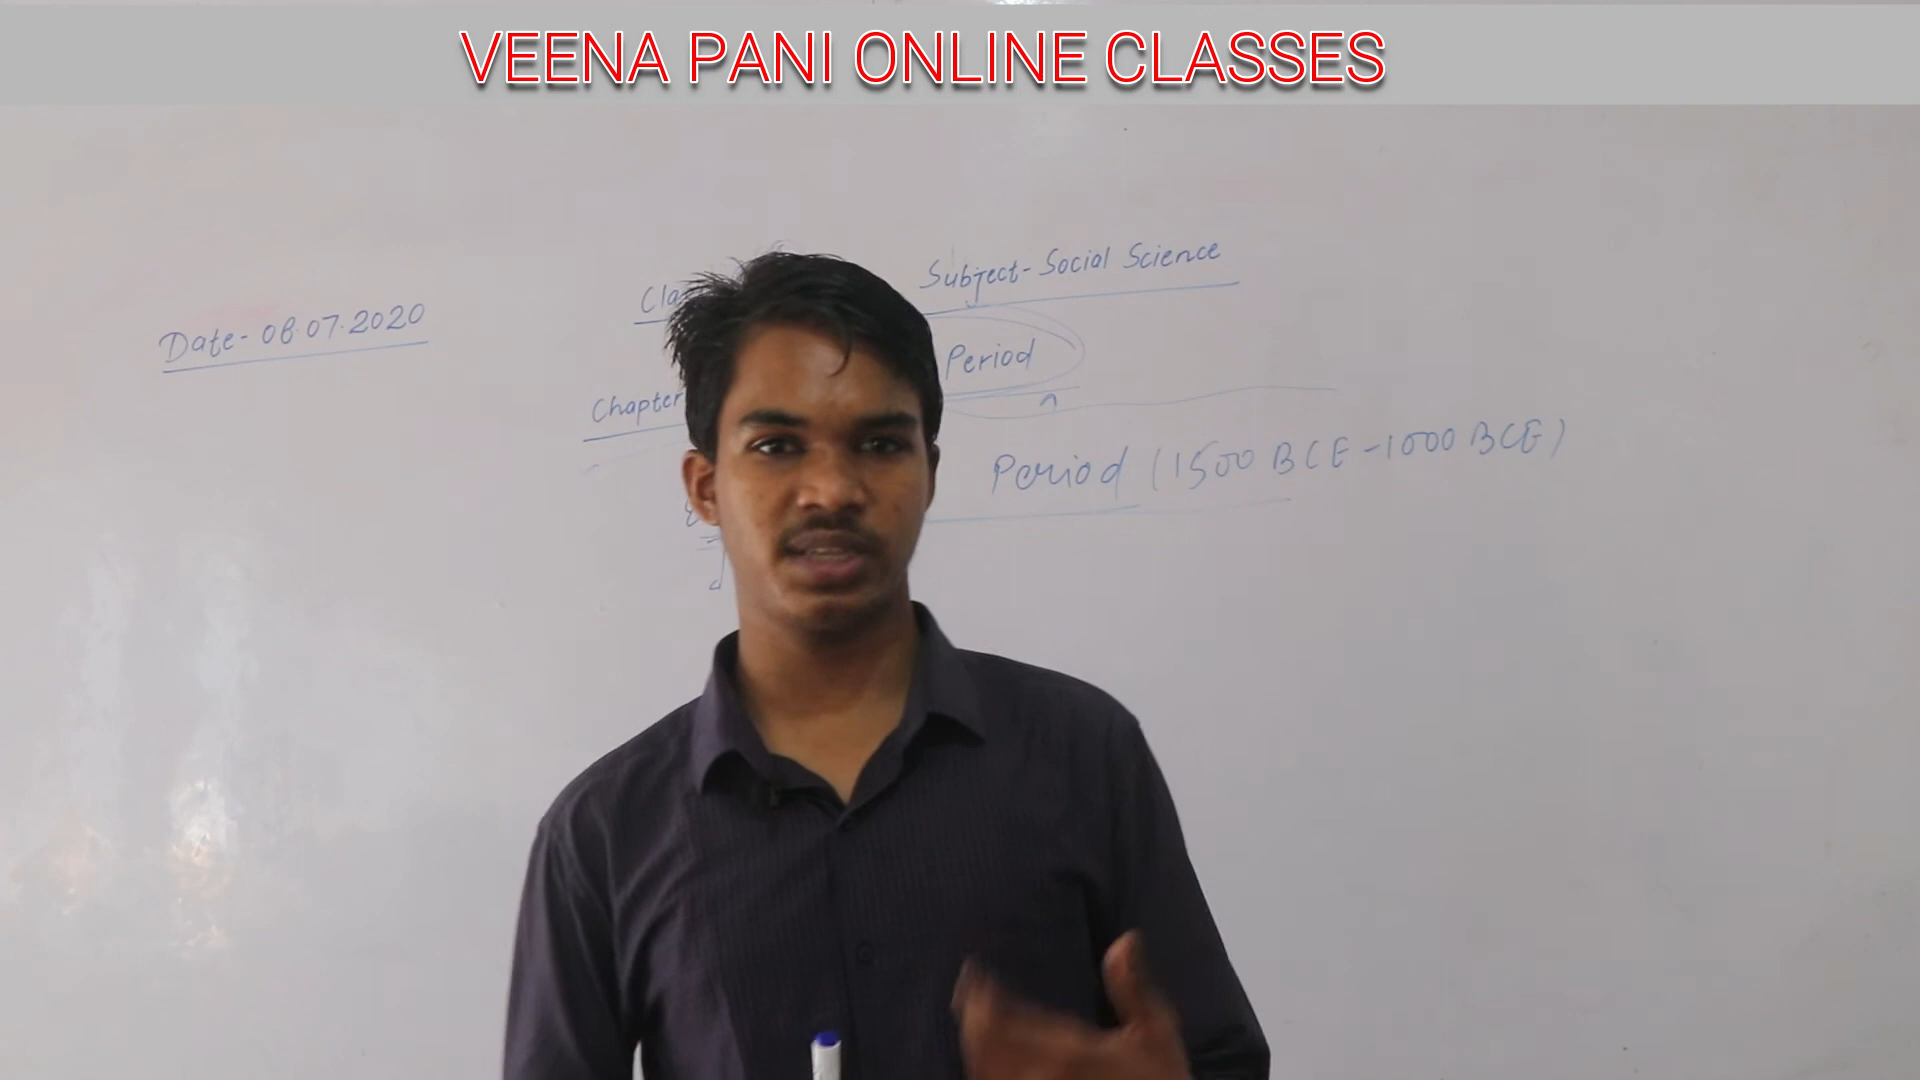 VEENA PANI ONLINE CLASSES
Subject- Social Science
Date- 08.07.2020
Period
Chapter
Period (1500 BCE-1000 BCE)